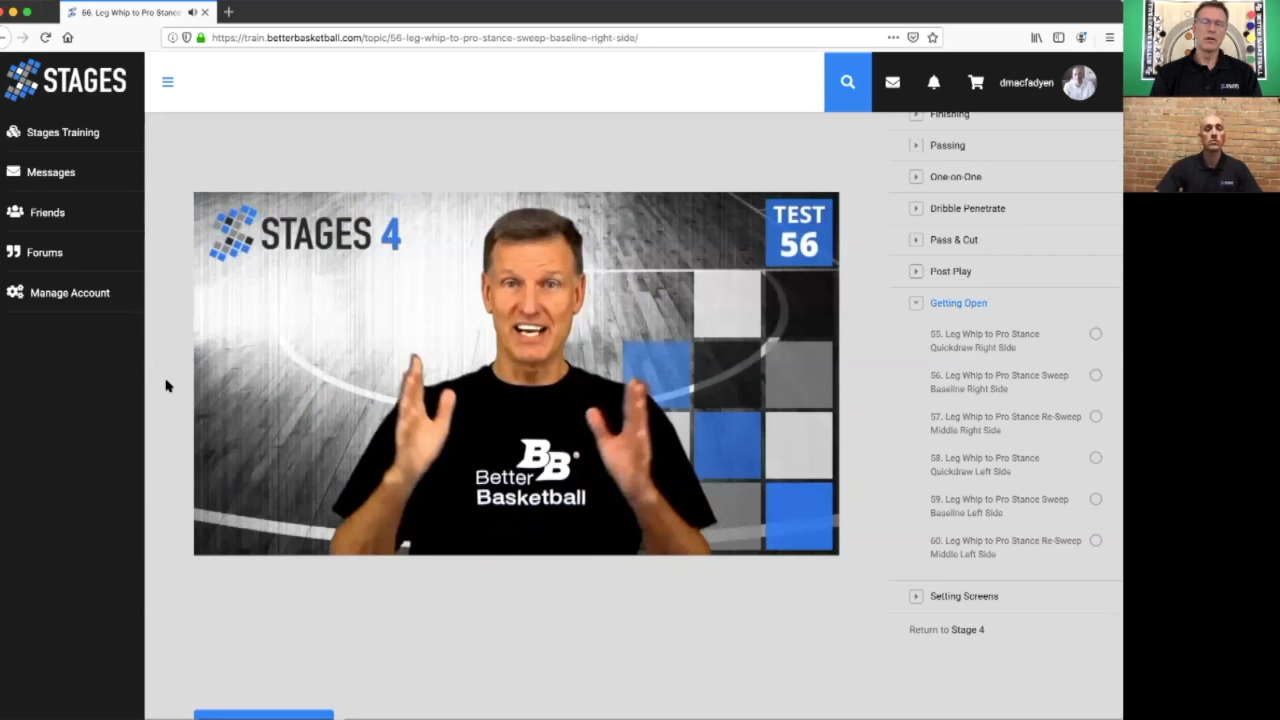 56. Leg Whip to Pro Stance
https://train.betterbasketball.com/topic/56-leg-whip-to-pro-stance-sweep-baseline-right-side/
STAGES
dmacfadyen
Stages Training
Messages
Friends
Forums
Manage Account
STAGES 4
TEST
56
BB
Better
Basketball
Finishing
Passing
One-on-One
Dribble Penetrate
Pass & Cut
Post Play
Getting Open
55. Leg Whip to Pro Stance
Quickdraw Right Side
56. Leg Whip to Pro Stance Sweep
Baseline Right Side
57. Leg Whip to Pro Stance Re-Sweep
Middle Right Side
58. Leg Whip to Pro Stance
Quickdraw Left Side
59. Leg Whip to Pro Stance Sweep
Baseline Left Side
60. Leg Whip to Pro Stance Re-Sweep
Middle Left Side
Setting Screens
Return to Stage 4